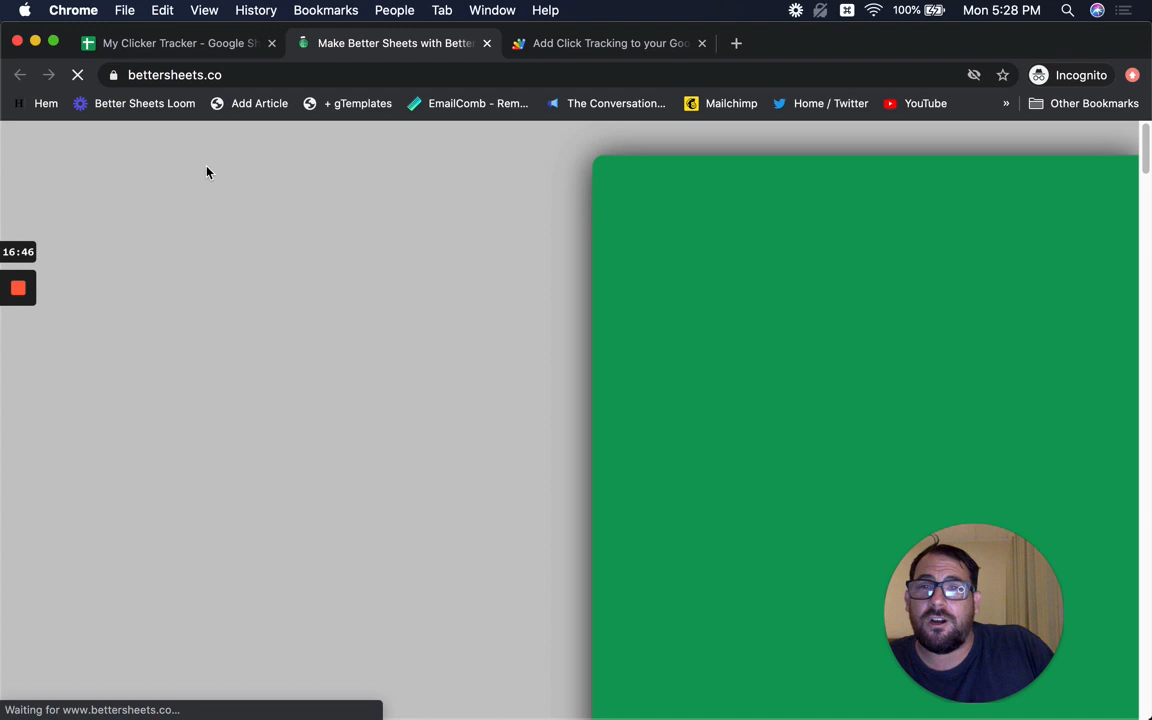 Chrome File Edit View History Bookmarks People Tab Window Help 100% Mon 5:28 PM
My Clicker Tracker - Google Sh Make Better Sheets with Bette Add Click Tracking to your Goo
bettersheets.co Incognito
H Hem Better Sheets Loom Add Article + gTemplates EmailComb - Rem... The Conversation... Mailchimp Home / Twitter YouTube » Other Bookmarks
16:46
Waiting for www.bettersheets.co...